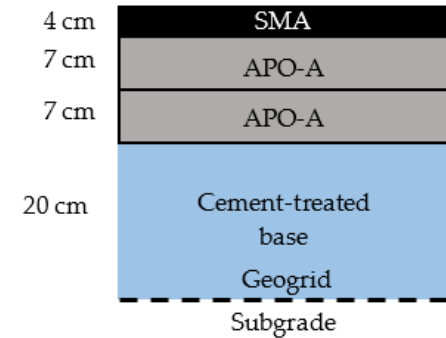 4 cm SMA
7 cm APO-A
7 cm APO-A
20 cm Cement-treated
base
Geogrid
Subgrade